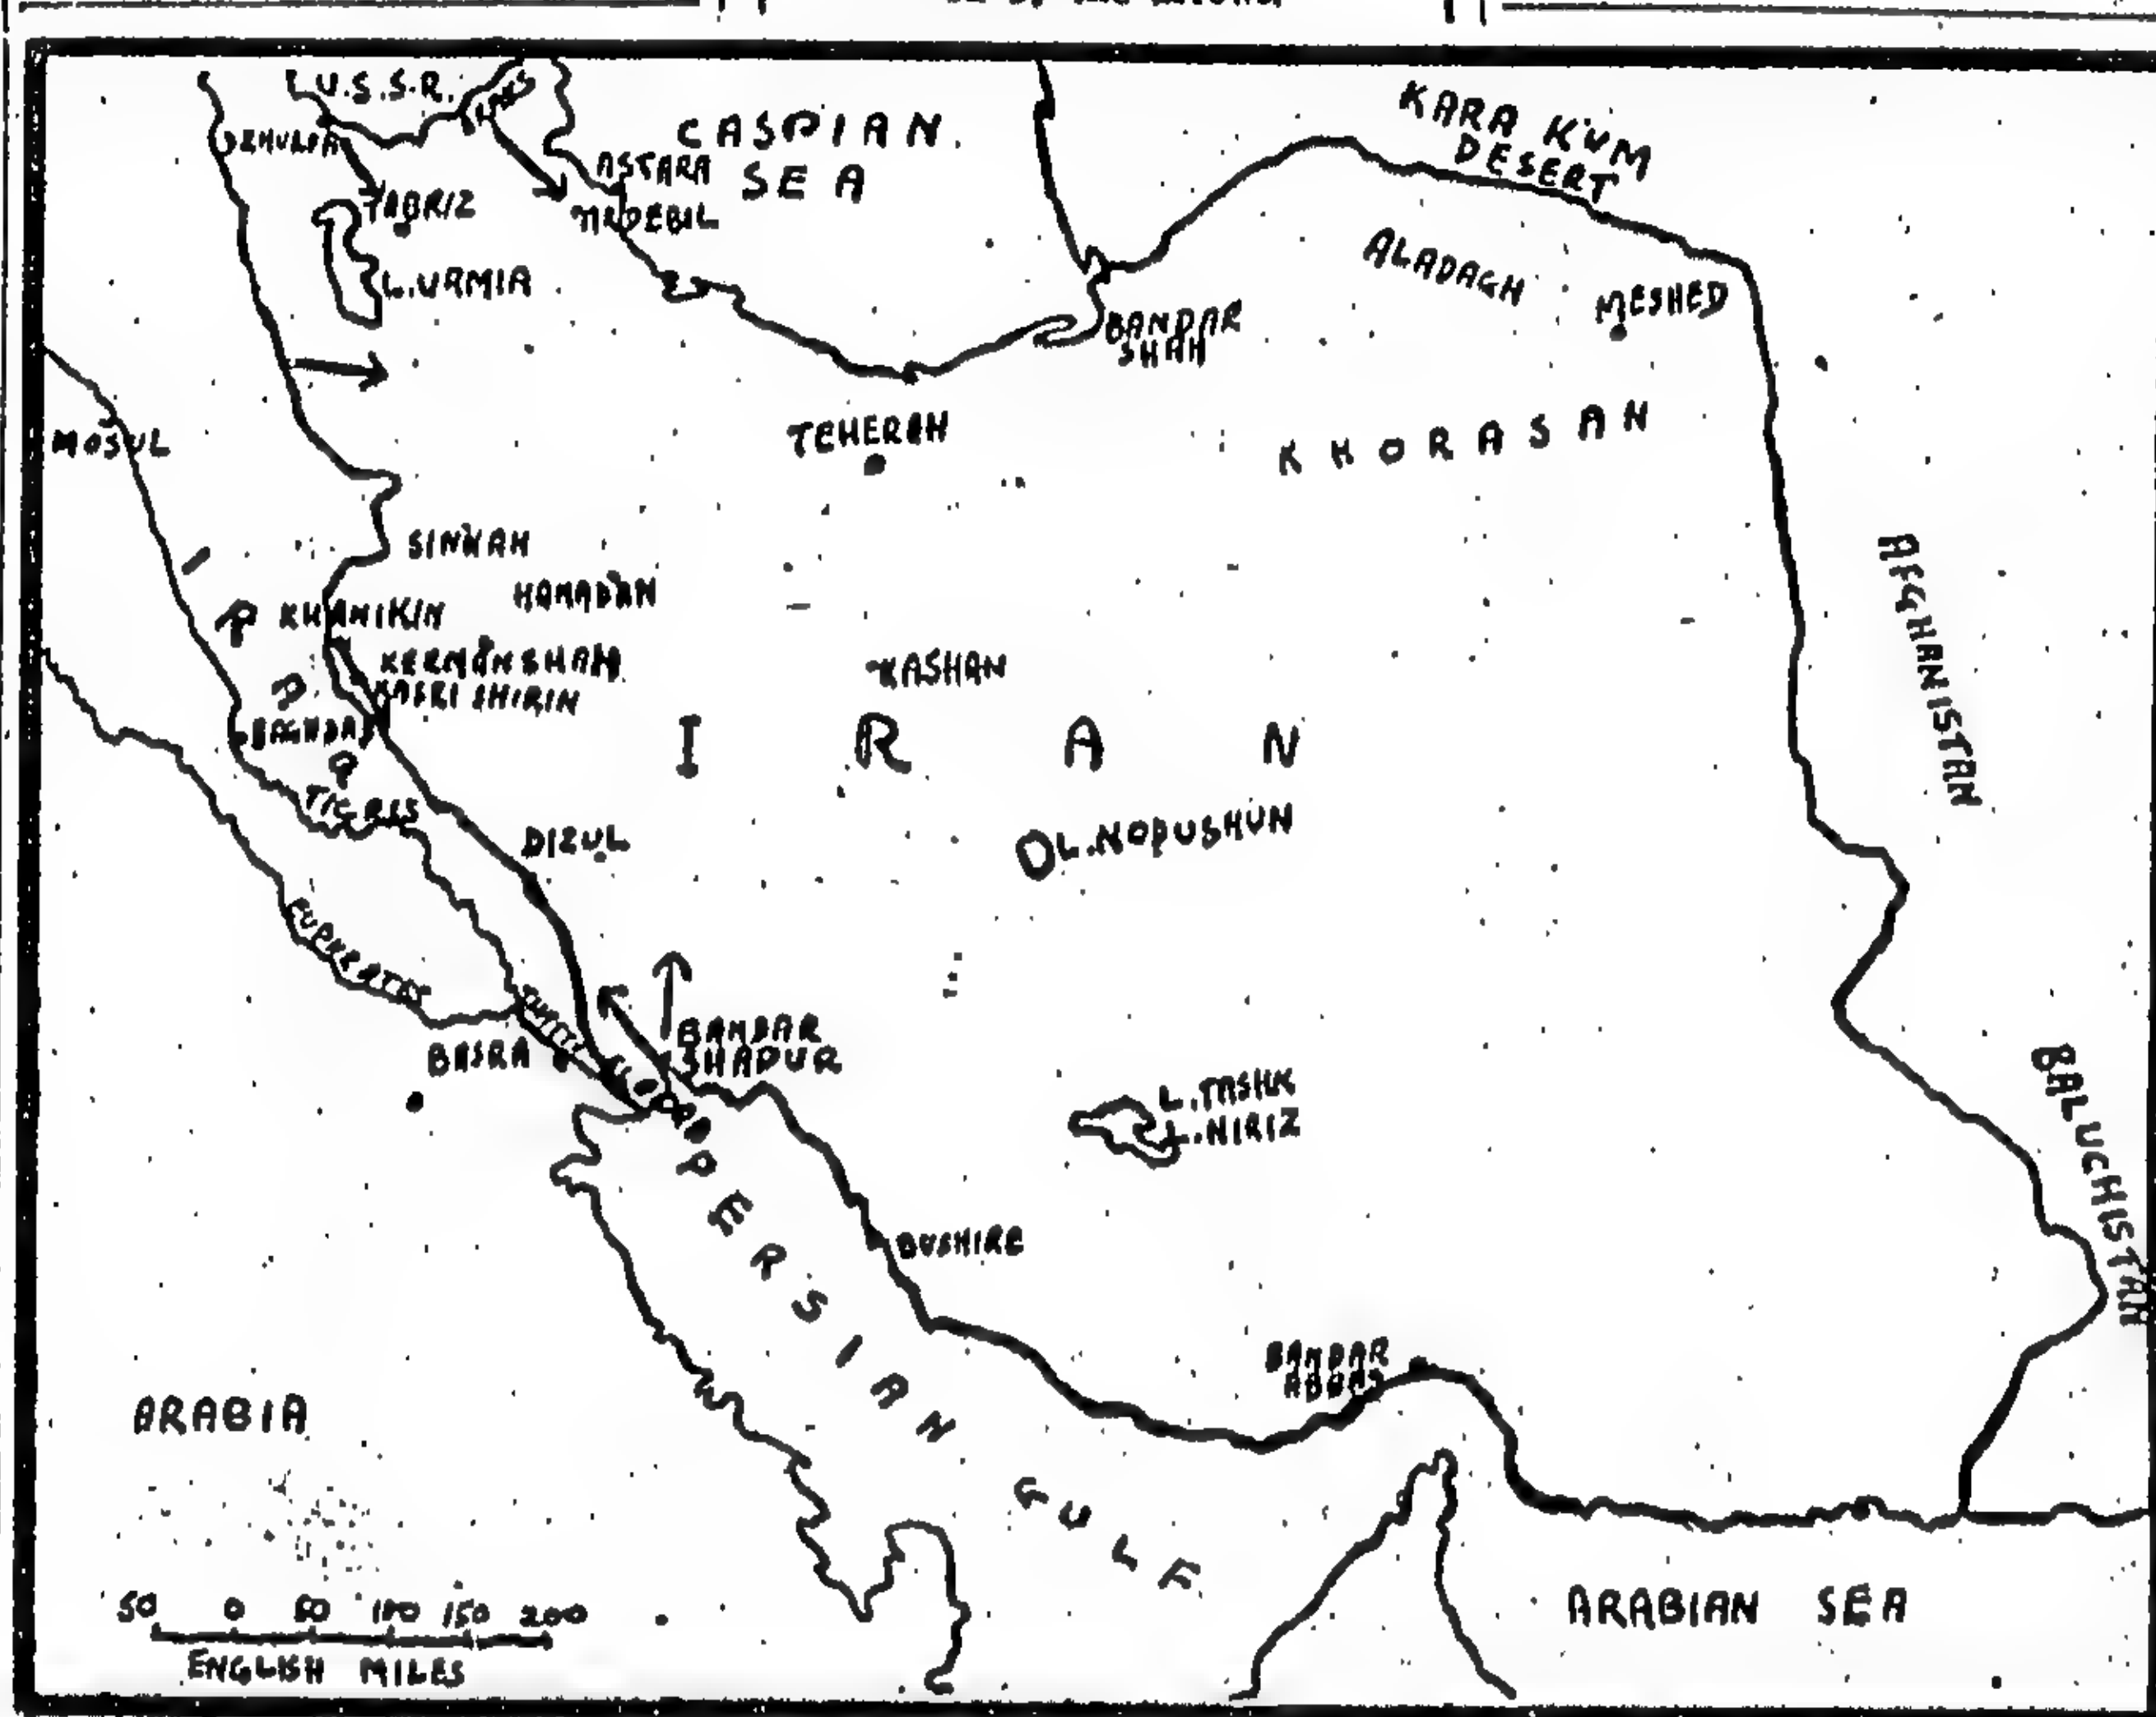 U.S.S.R.
CASPIAN
SEA
KARA KUM
DESERT
ASTARA
TABRIZ
ARDEBIL
L. URMIA
ALADAGH
MESHED
BANDAR
SHAH
MOSUL
TEHERAN
KHORASAN
SINNAH
HAMADAN
KHANIKIN
KERMANSHAH
KASRI SHIRIN
KASHAN
BAGHDAD
I R A N
AFGHANISTAN
TIGRIS
DIZUL
L. NOPUSHUN
EUPHRATES
BANDAR
SHAPUR
BASRA
L. TASHK
L. NIRIZ
BALUCHISTAN
PERSIAN GULF
BUSHIRE
BANDAR
ABBAS
ARABIA
50 0 50 100 150 200
ENGLISH MILES
ARABIAN SEA